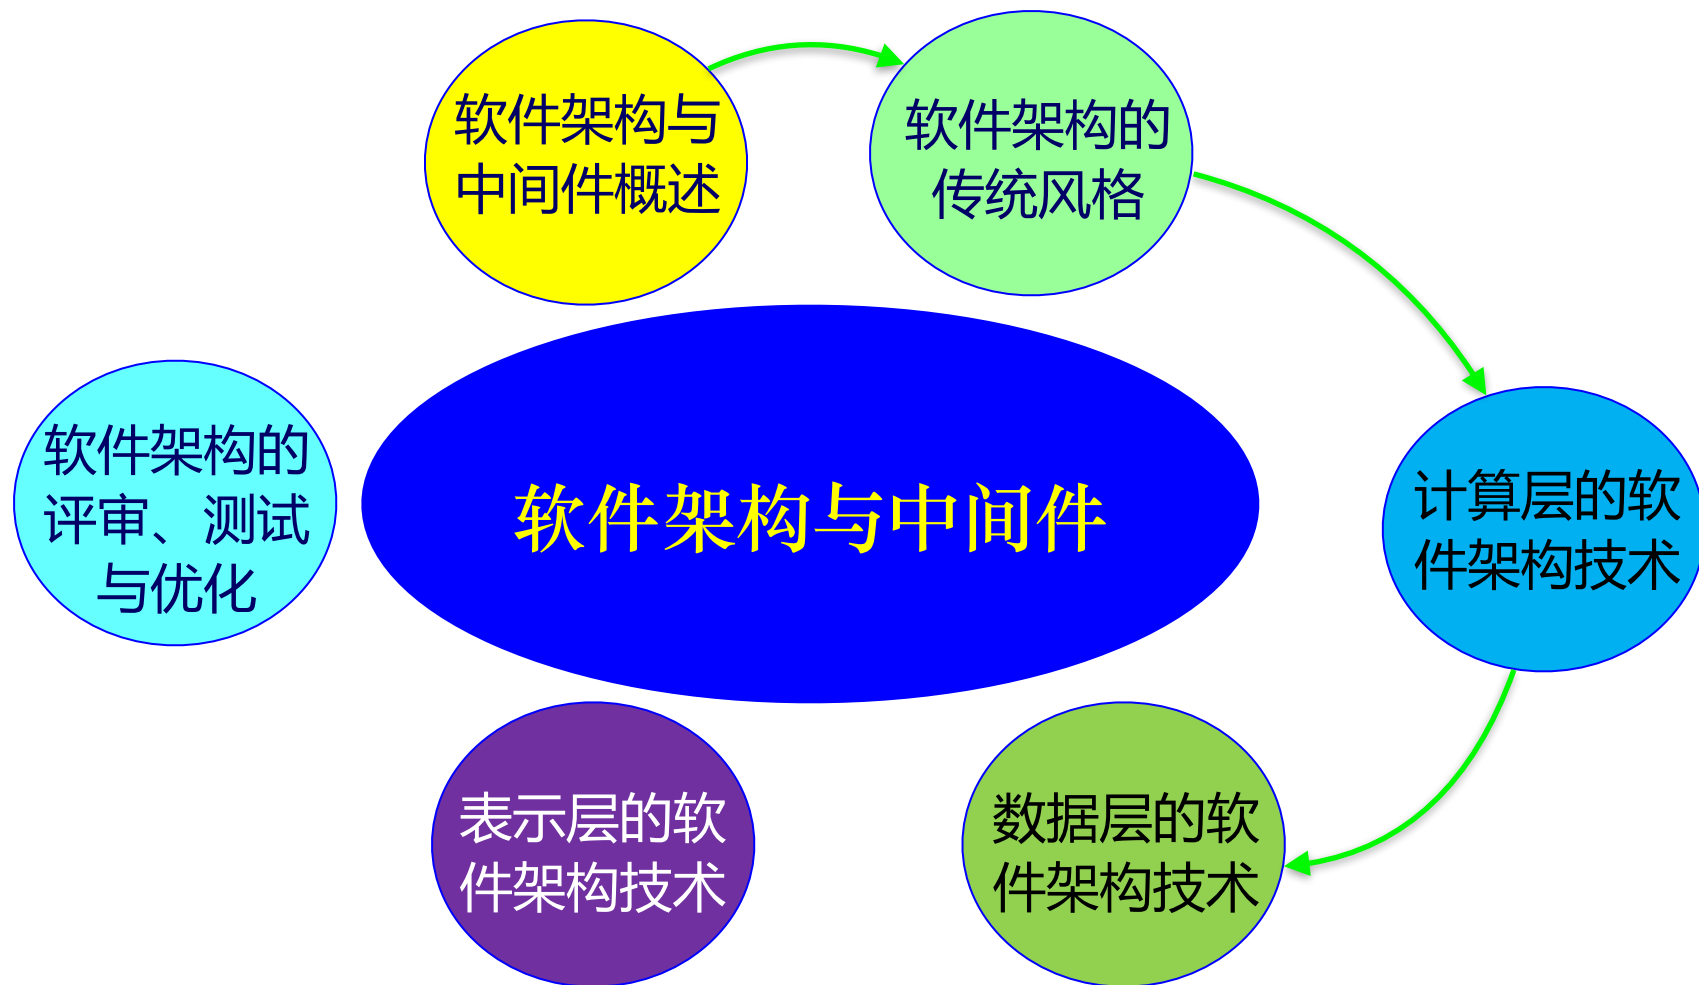 软件架构与
中间件概述
软件架构的
传统风格
计算层的软
件架构技术
数据层的软
件架构技术
表示层的软
件架构技术
软件架构的
评审、测试
与优化
软件架构与中间件